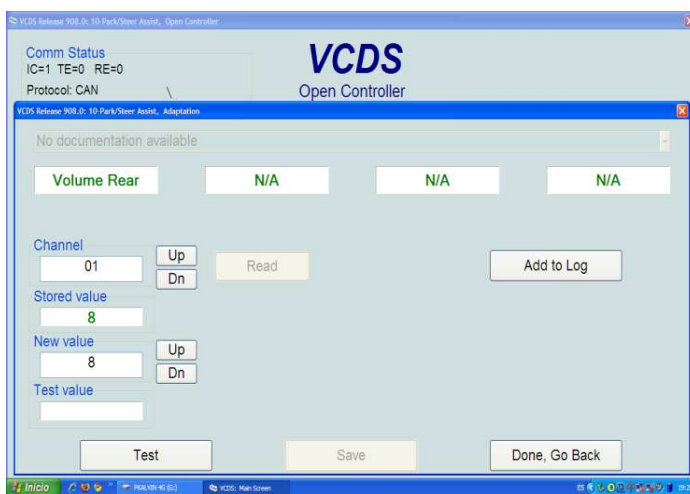 VCDS Release 908.0: 10-Park/Steer Assist, Open Controller
Comm Status
IC=1 TE=0 RE=0
Protocol: CAN
\
VCDS
Open Controller
VCDS Release 908.0: 10-Park/Steer Assist, Adaptation
No documentation available
Volume Rear
N/A
N/A
N/A
Channel
01
Up
Dn
Read
Add to Log
Stored value
8
New value
8
Up
Dn
Test value
Test
Save
Done, Go Back
Inicio
VCDS: Main Screen
ES